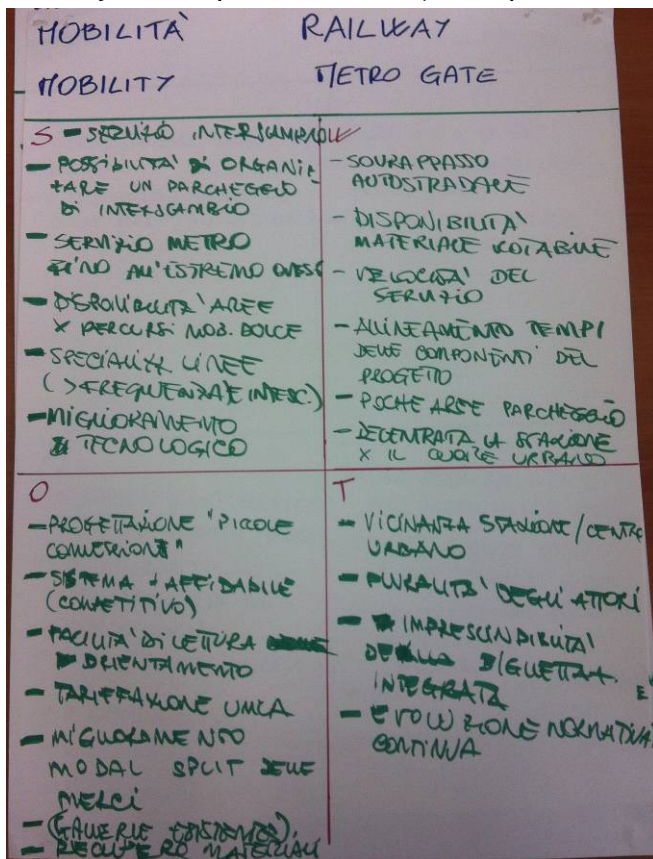 MOBILITÀ RAILWAY
MOBILITY METRO GATE
S - SERVIZIO INTERSCAMBIO W
- POSSIBILITA' DI ORGANIZ-
ZARE UN PARCHEGGIO
DI INTERSCAMBIO
- SERVIZIO METRO
FINO ALL'ESTREMO OVEST
- DISPONIBILITA' AREE
X PERCORSI MOB. DOLCE
- SPECIALIZZ. LINEE
(> FREQUENZA E INTESC.)
- MIGLIORAMENTO
TECNOLOGICO
- SOVRAPPASSO
AUTOSTRADALE
- DISPONIBILITA'
MATERIALE ROTABILE
- VELOCITA' DEL
SERVIZIO
- ALLINEAMENTO TEMPI
DELLE COMPONENTI DEL
PROGETTO
- POCHE AREE PARCHEGGIO
- DECENTRATA LA STAZIONE
X IL CUORE URBANO
O
- PROGETTAZIONE "PICCOLE
CONNESSIONI"
- SISTEMA + AFFIDABILE
(COMPETITIVO)
- FACILITA' DI LETTURA
ORIENTAMENTO
- TARIFFAZIONE UNICA
- MIGLIORAMENTO
MODAL SPLIT DELLE
MERCI
- (GALLERIE ESISTENTI)
- RECUPERO MATERIALI
T
- VICINANZA STAZIONE/CENTRO
URBANO
- PLURALITA' DEGLI ATTORI
- IMPRESCINDIBILITA'
DELLA BIGLIETTAZ.
INTEGRATA E
- EVOLUZIONE NORMATIVA
CONTINUA